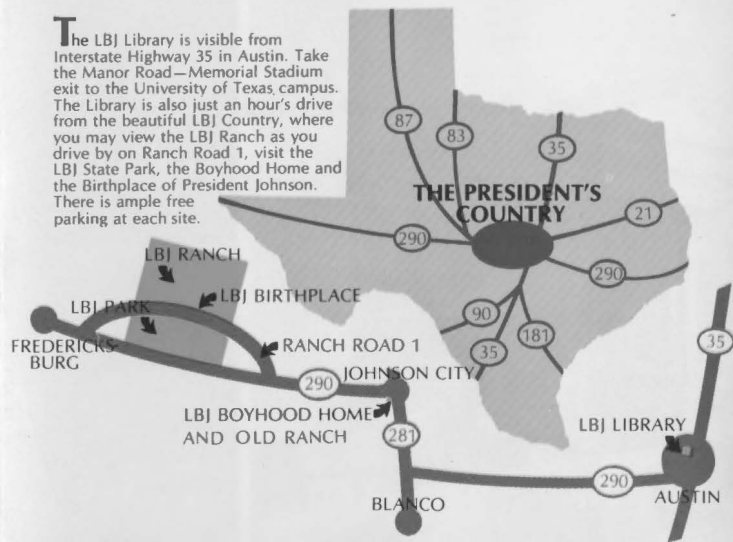 The LBJ Library is visible from
Interstate Highway 35 in Austin. Take
the Manor Road—Memorial Stadium
exit to the University of Texas campus.
The Library is also just an hour's drive
from the beautiful LBJ Country, where
you may view the LBJ Ranch as you
drive by on Ranch Road 1, visit the
LBJ State Park, the Boyhood Home and
the Birthplace of President Johnson.
There is ample free
parking at each site.
87
83
35
THE PRESIDENT'S
COUNTRY
21
290
290
90
35
181
LBJ RANCH
LBJ BIRTHPLACE
LBJ PARK
FREDERICKS-
BURG
RANCH ROAD 1
290
JOHNSON CITY
LBJ BOYHOOD HOME
AND OLD RANCH
281
BLANCO
35
LBJ LIBRARY
290
AUSTIN